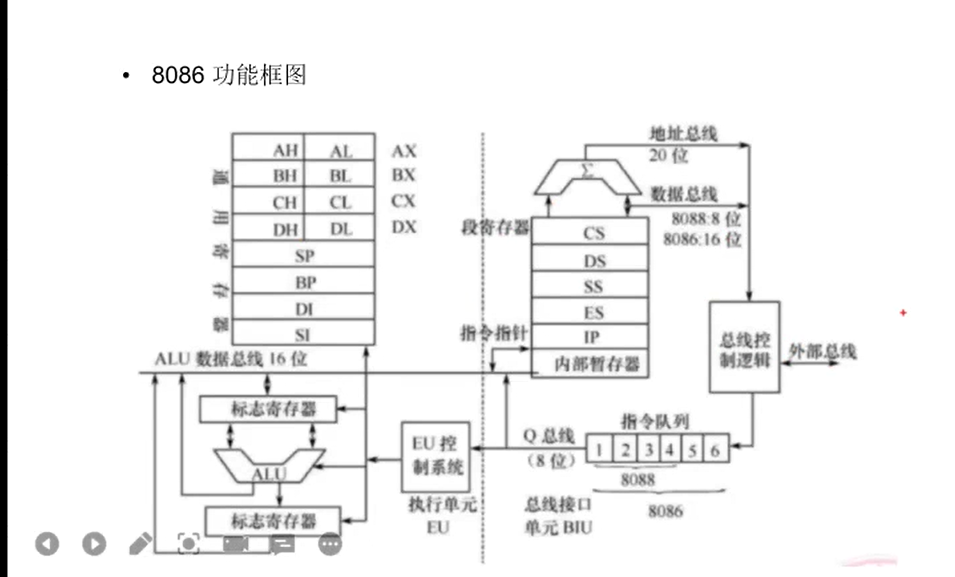 • 8086 功能框图
通用寄存器
AH AL AX
BH BL BX
CH CL CX
DH DL DX
SP
BP
DI
SI
ALU 数据总线 16 位
标志寄存器
ALU
标志寄存器
EU 控
制系统
执行单元
EU
地址总线
20 位
Σ
数据总线
8088:8 位
8086:16 位
段寄存器
CS
DS
SS
ES
指令指针
IP
内部暂存器
总线控
制逻辑
外部总线
指令队列
1 2 3 4 5 6
8088
8086
Q 总线
(8 位)
总线接口
单元 BIU